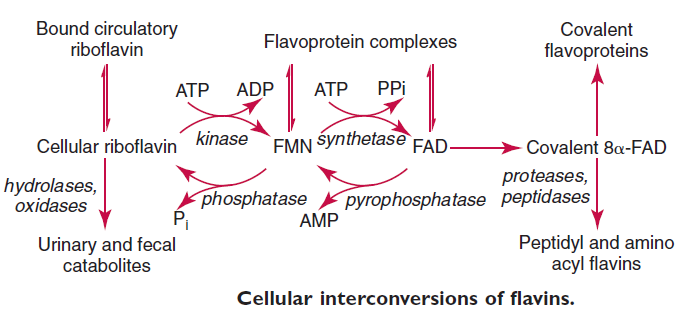 Bound circulatory
riboflavin
Flavoprotein complexes
Covalent
flavoproteins
ATP ADP ATP PPi
Cellular riboflavin kinase FMN synthetase FAD Covalent 8α-FAD
hydrolases,
oxidases
phosphatase pyrophosphatase
proteases,
peptidases
Pi AMP
Urinary and fecal
catabolites
Peptidyl and amino
acyl flavins
Cellular interconversions of flavins.